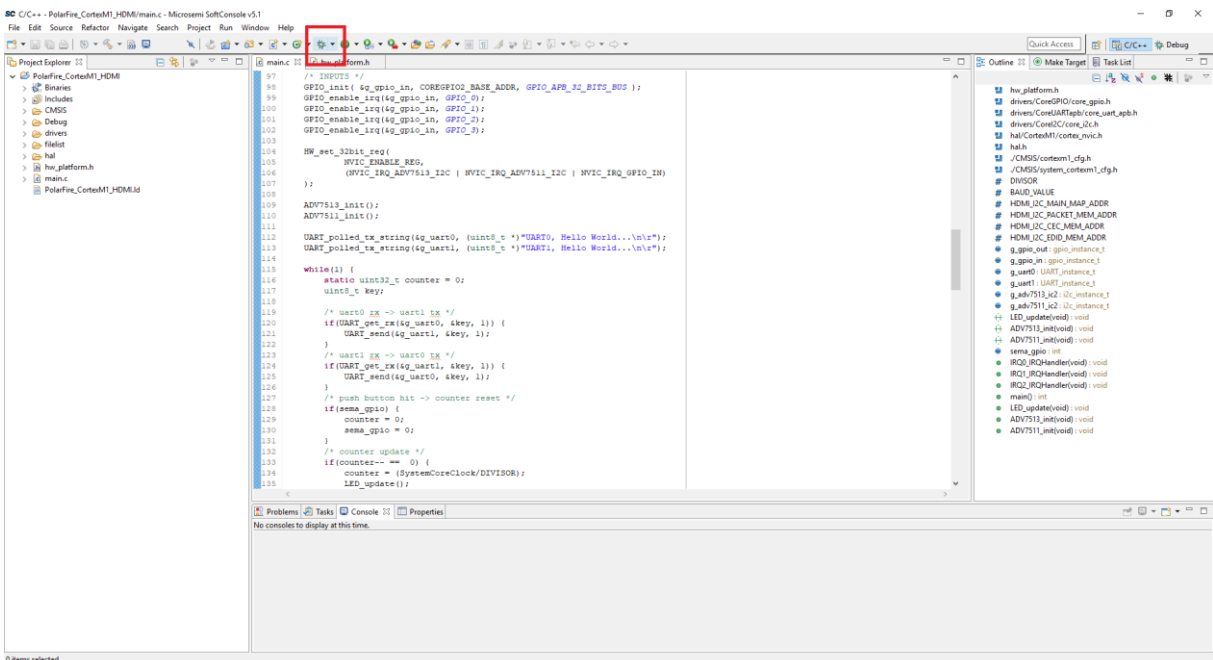 SC C/C++ - PolarFire_CortexM1_HDMI/main.c - Microsemi SoftConsole v5.1
File Edit Source Refactor Navigate Search Project Run Window Help
Quick Access C/C++ Debug
Project Explorer
PolarFire_CortexM1_HDMI
Binaries
Includes
CMSIS
Debug
drivers
filelist
hal
hw_platform.h
main.c
PolarFire_CortexM1_HDMI.ld
main.c hw_platform.h
97 /* INPUTS */
98 GPIO_init( &g_gpio_in, COREGPIO2_BASE_ADDR, GPIO_APB_32_BITS_BUS );
99 GPIO_enable_irq(&g_gpio_in, GPIO_0);
100 GPIO_enable_irq(&g_gpio_in, GPIO_1);
101 GPIO_enable_irq(&g_gpio_in, GPIO_2);
102 GPIO_enable_irq(&g_gpio_in, GPIO_3);
103
104 HW_set_32bit_reg(
105 NVIC_ENABLE_REG,
106 (NVIC_IRQ_ADV7513_I2C | NVIC_IRQ_ADV7511_I2C | NVIC_IRQ_GPIO_IN)
107 );
108
109 ADV7513_init();
110 ADV7511_init();
111
112 UART_polled_tx_string(&g_uart0, (uint8_t *)"UART0, Hello World...\n\r");
113 UART_polled_tx_string(&g_uart1, (uint8_t *)"UART1, Hello World...\n\r");
114
115 while(1) {
116 static uint32_t counter = 0;
117 uint8_t key;
118
119 /* uart0 rx -> uart1 tx */
120 if(UART_get_rx(&g_uart0, &key, 1)) {
121 UART_send(&g_uart1, &key, 1);
122 }
123 /* uart1 rx -> uart0 tx */
124 if(UART_get_rx(&g_uart1, &key, 1)) {
125 UART_send(&g_uart0, &key, 1);
126 }
127 /* push button hit -> counter reset */
128 if(sema_gpio) {
129 counter = 0;
130 sema_gpio = 0;
131 }
132 /* counter update */
133 if(counter-- == 0) {
134 counter = (SystemCoreClock/DIVISOR);
135 LED_update();
Outline Make Target Task List
hw_platform.h
drivers/CoreGPIO/core_gpio.h
drivers/CoreUARTapb/core_uart_apb.h
drivers/CoreI2C/core_i2c.h
hal/CortexM1/cortex_nvic.h
hal.h
./CMSIS/cortexm1_cfg.h
./CMSIS/system_cortexm1_cfg.h
DIVISOR
BAUD_VALUE
HDMI_I2C_MAIN_MAP_ADDR
HDMI_I2C_PACKET_MEM_ADDR
HDMI_I2C_CEC_MEM_ADDR
HDMI_I2C_EDID_MEM_ADDR
g_gpio_out : gpio_instance_t
g_gpio_in : gpio_instance_t
g_uart0 : UART_instance_t
g_uart1 : UART_instance_t
g_adv7513_ic2 : i2c_instance_t
g_adv7511_ic2 : i2c_instance_t
LED_update(void) : void
ADV7513_init(void) : void
ADV7511_init(void) : void
sema_gpio : int
IRQ0_IRQHandler(void) : void
IRQ1_IRQHandler(void) : void
IRQ2_IRQHandler(void) : void
main() : int
LED_update(void) : void
ADV7513_init(void) : void
ADV7511_init(void) : void
Problems Tasks Console Properties
No consoles to display at this time.
0 items selected